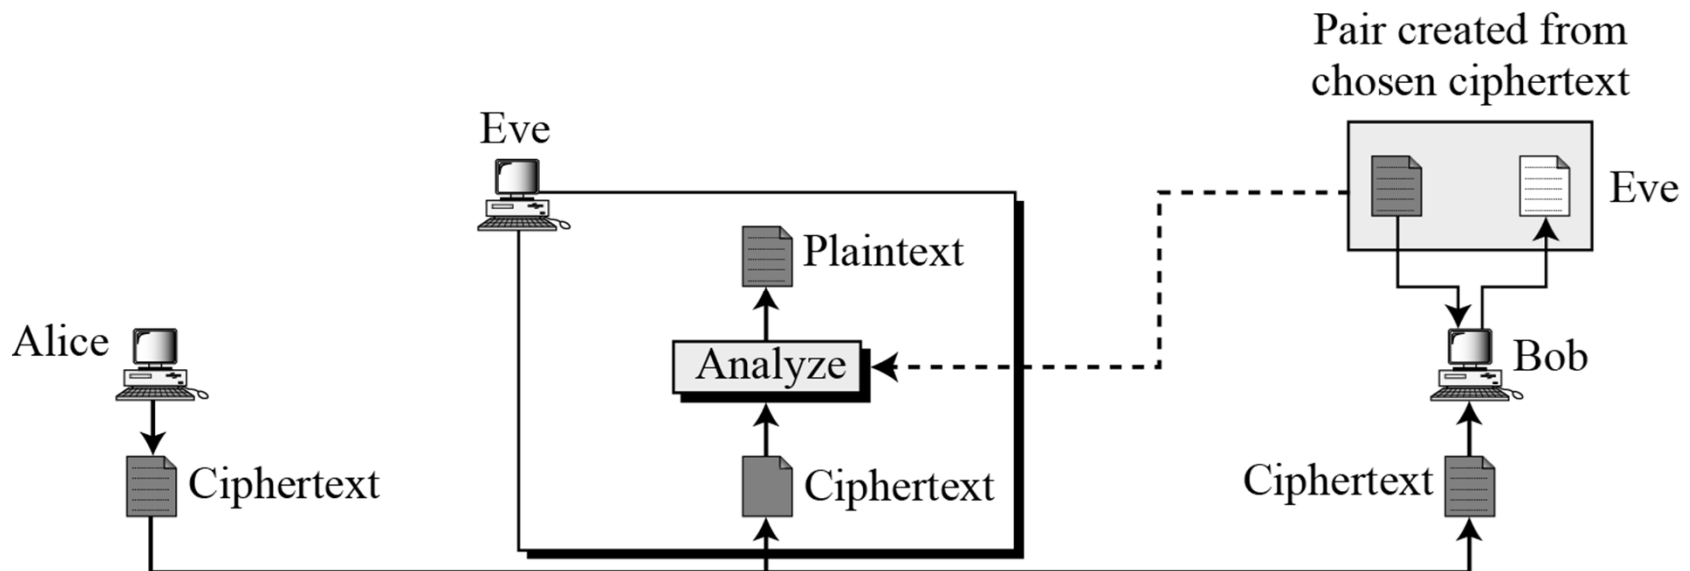 Pair created from
chosen ciphertext
Eve
Eve
Plaintext
Alice
Analyze
Bob
Ciphertext
Ciphertext
Ciphertext